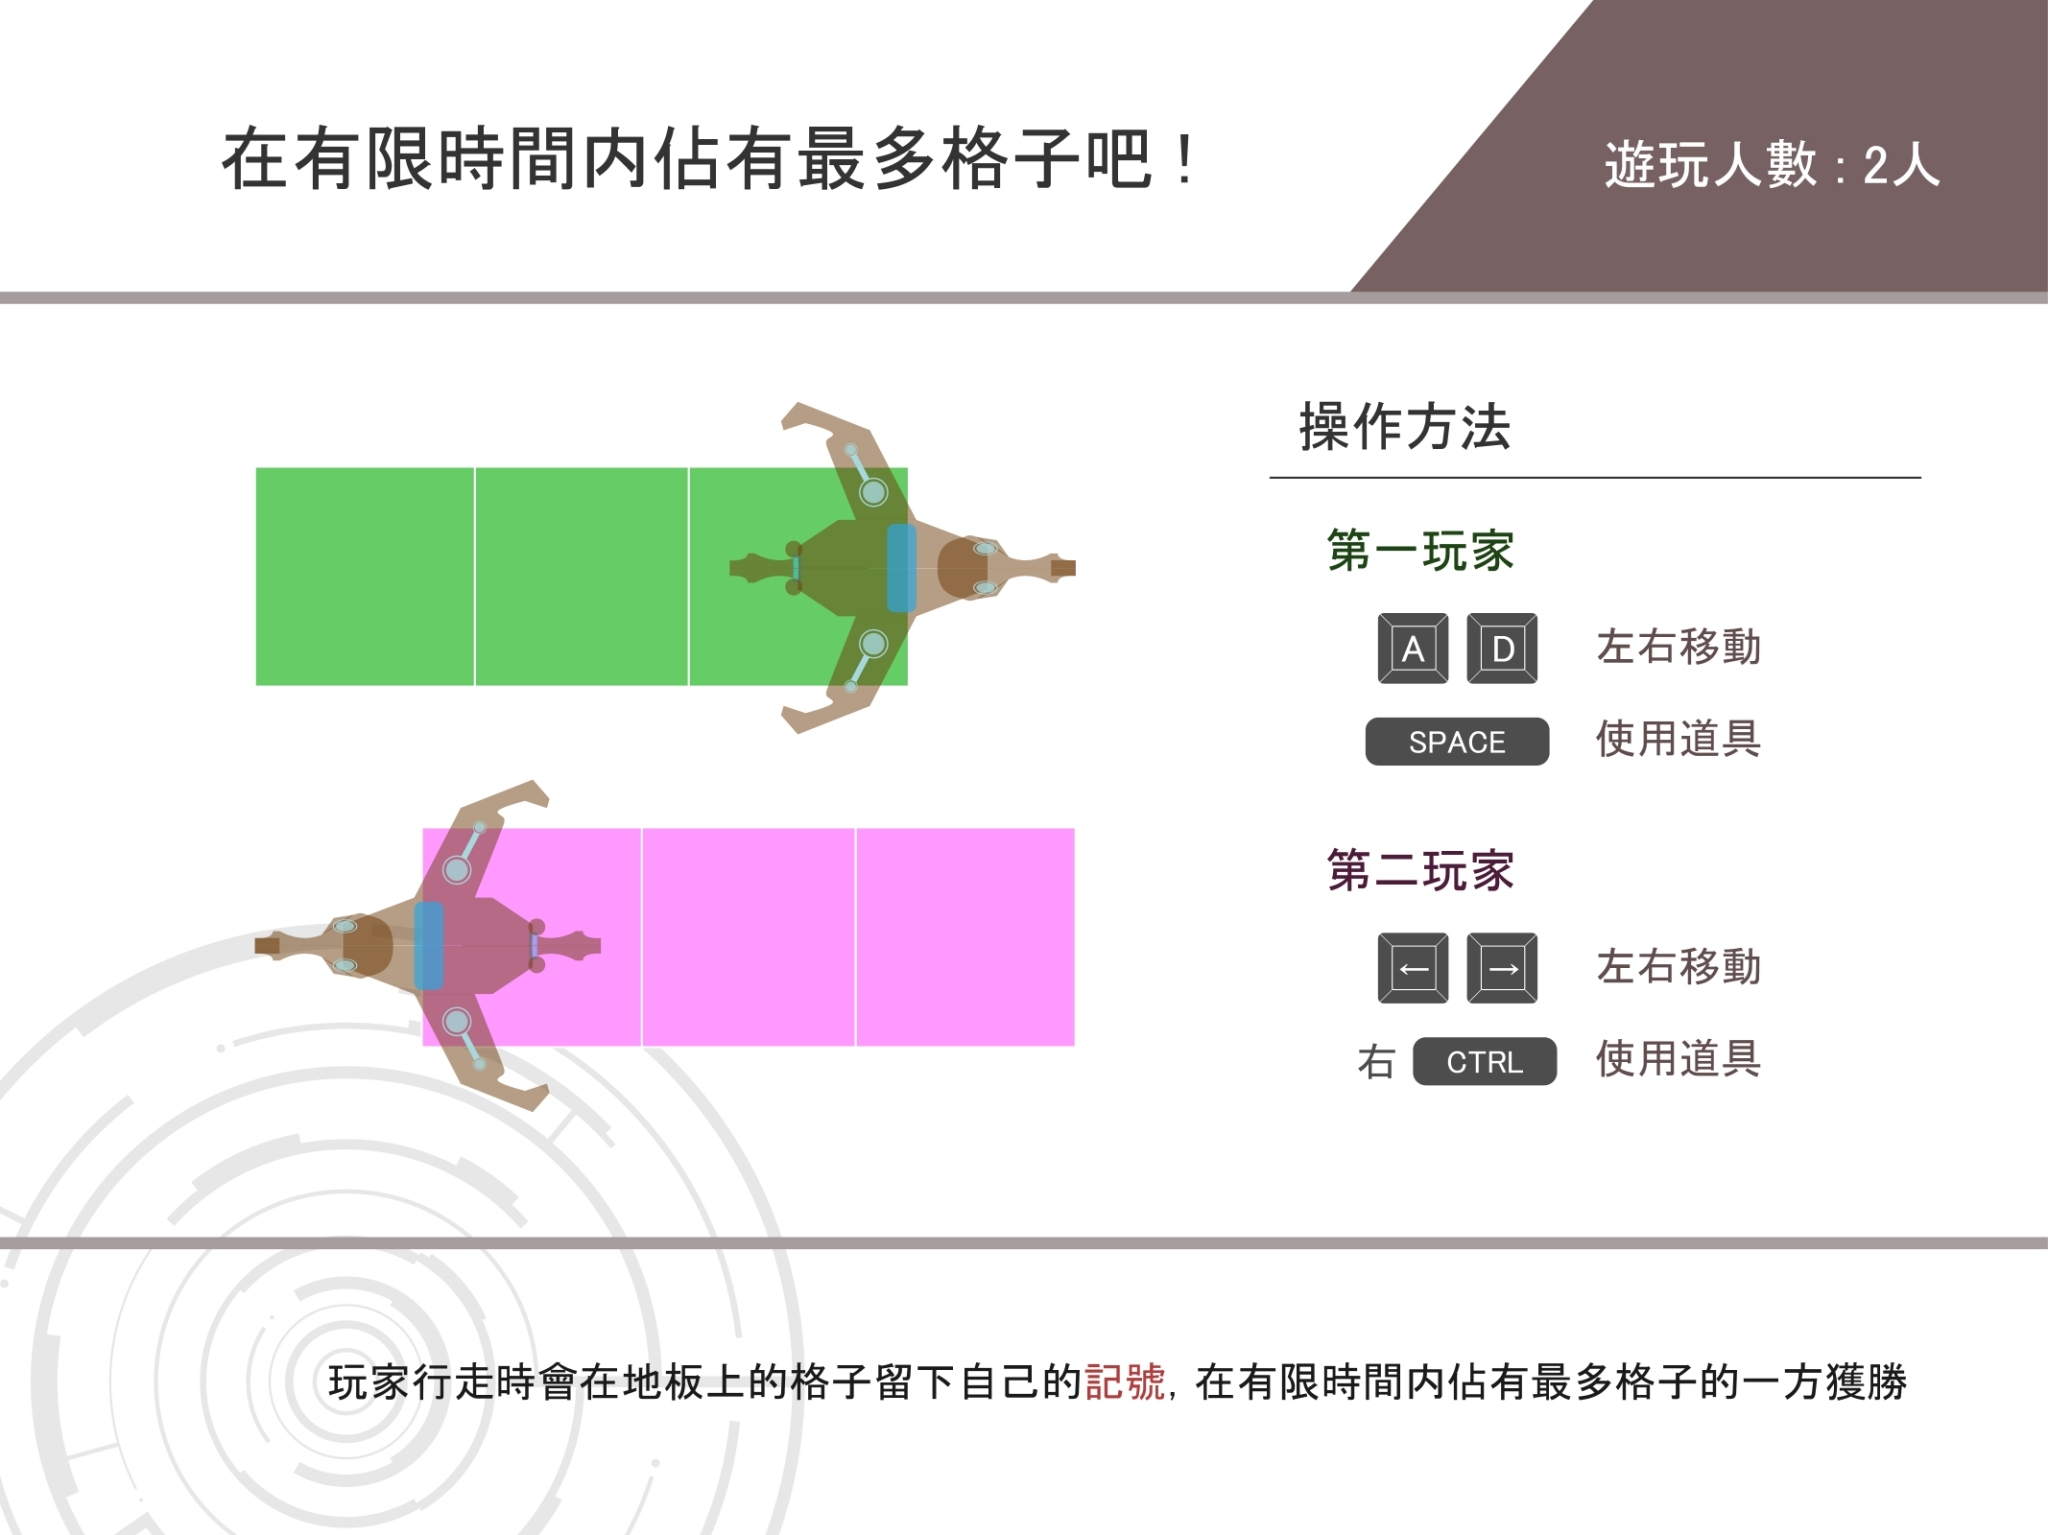 在有限時間内佔有最多格子吧！
遊玩人數：2人
操作方法
第一玩家
A D 左右移動
SPACE 使用道具
第二玩家
← → 左右移動
右 CTRL 使用道具
玩家行走時會在地板上的格子留下自己的記號, 在有限時間内佔有最多格子的一方獲勝